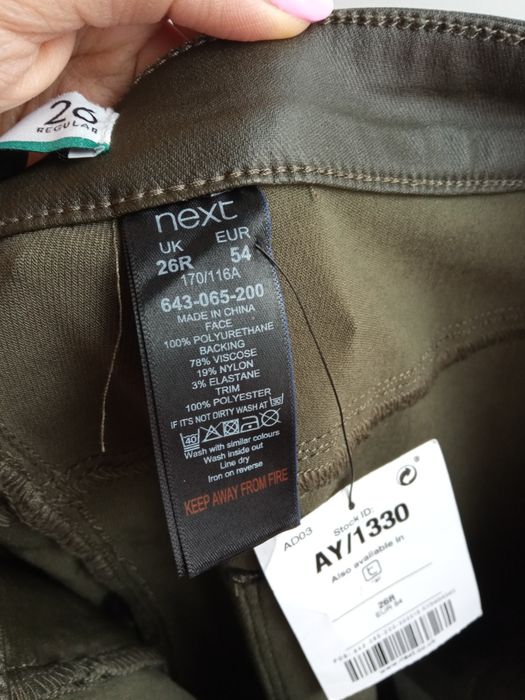 26
REGULAR
next
UK EUR
26R 54
170/116A
643-065-200
MADE IN CHINA
FACE
100% POLYURETHANE
BACKING
78% VISCOSE
19% NYLON
3% ELASTANE
TRIM
100% POLYESTER
IF IT'S NOT DIRTY WASH AT 30
40
Wash with similar colours
Wash inside out
Line dry
Iron on reverse
KEEP AWAY FROM FIRE
AD03
Stock ID:
AY/1330
Also available in
L
26R
EUR 54